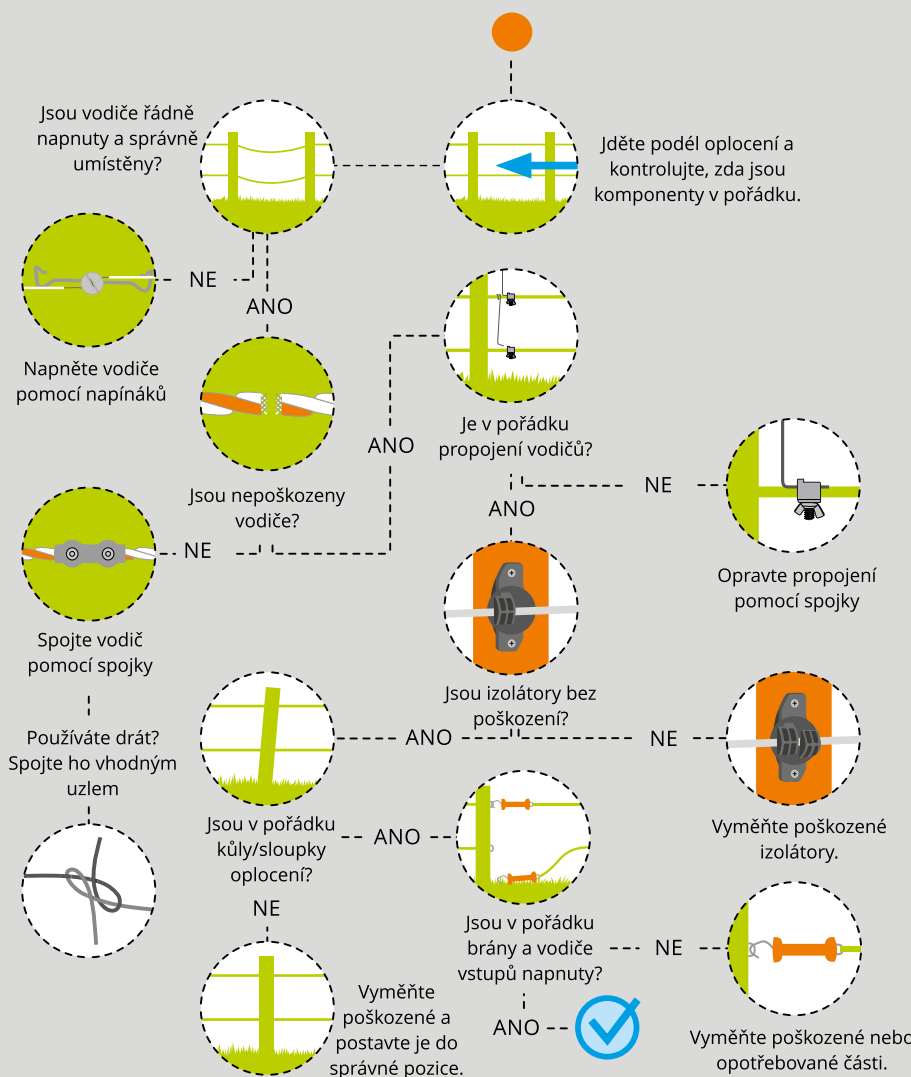 Jděte podél oplocení a
kontrolujte, zda jsou
komponenty v pořádku.
Jsou vodiče řádně
napnuty a správně
umístěny?
NE
Napněte vodiče
pomocí napínáků
ANO
Jsou nepoškozeny
vodiče?
NE
Spojte vodič
pomocí spojky
Používáte drát?
Spojte ho vhodným
uzlem
ANO
Je v pořádku
propojení vodičů?
NE
Opravte propojení
pomocí spojky
ANO
Jsou izolátory bez
poškození?
NE
Vyměňte poškozené
izolátory.
ANO
Jsou v pořádku
kůly/sloupky
oplocení?
NE
Vyměňte
poškozené a
postavte je do
správné pozice.
ANO
Jsou v pořádku
brány a vodiče
vstupů napnuty?
NE
Vyměňte poškozené nebo
opotřebované části.
ANO